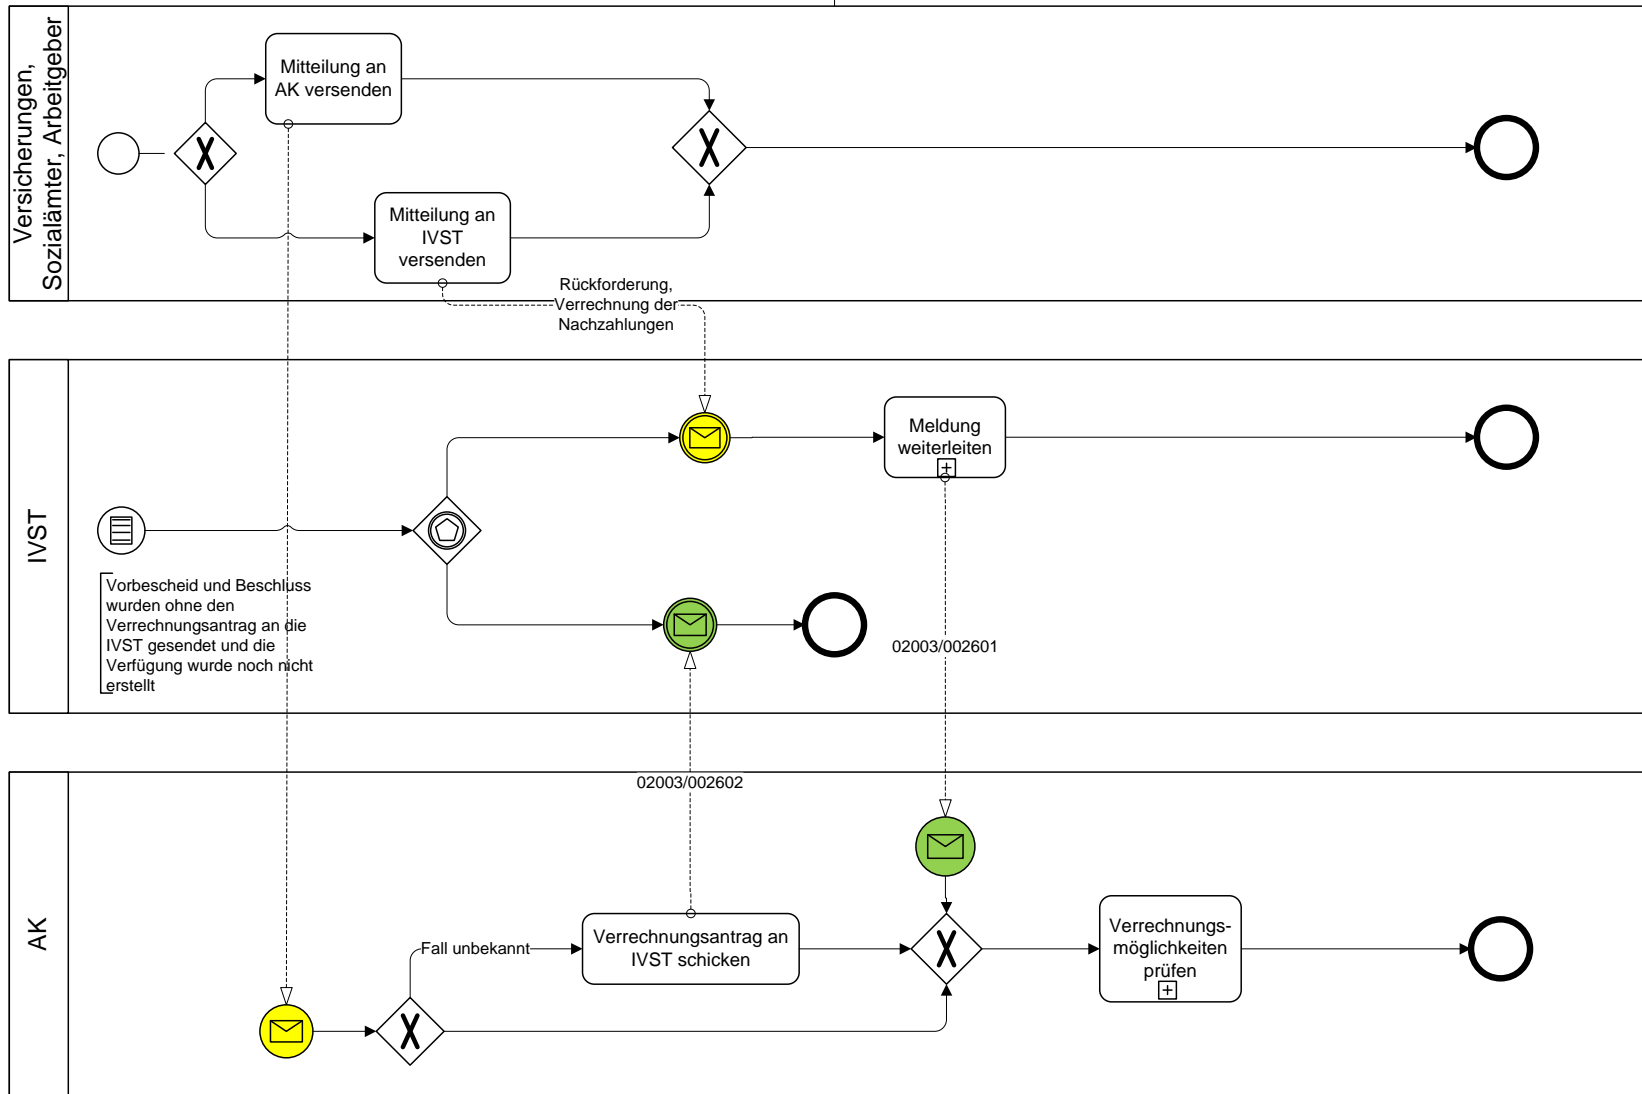 Versicherungen,
Sozialämter, Arbeitgeber
Mitteilung an
AK versenden
Mitteilung an
IVST
versenden
Rückforderung,
Verrechnung der
Nachzahlungen
IVST
Meldung
weiterleiten
Vorbescheid und Beschluss
wurden ohne den
Verrechnungsantrag an die
IVST gesendet und die
Verfügung wurde noch nicht
erstellt
02003/002601
02003/002602
AK
Fall unbekannt
Verrechnungsantrag an
IVST schicken
Verrechnungs-
möglichkeiten
prüfen